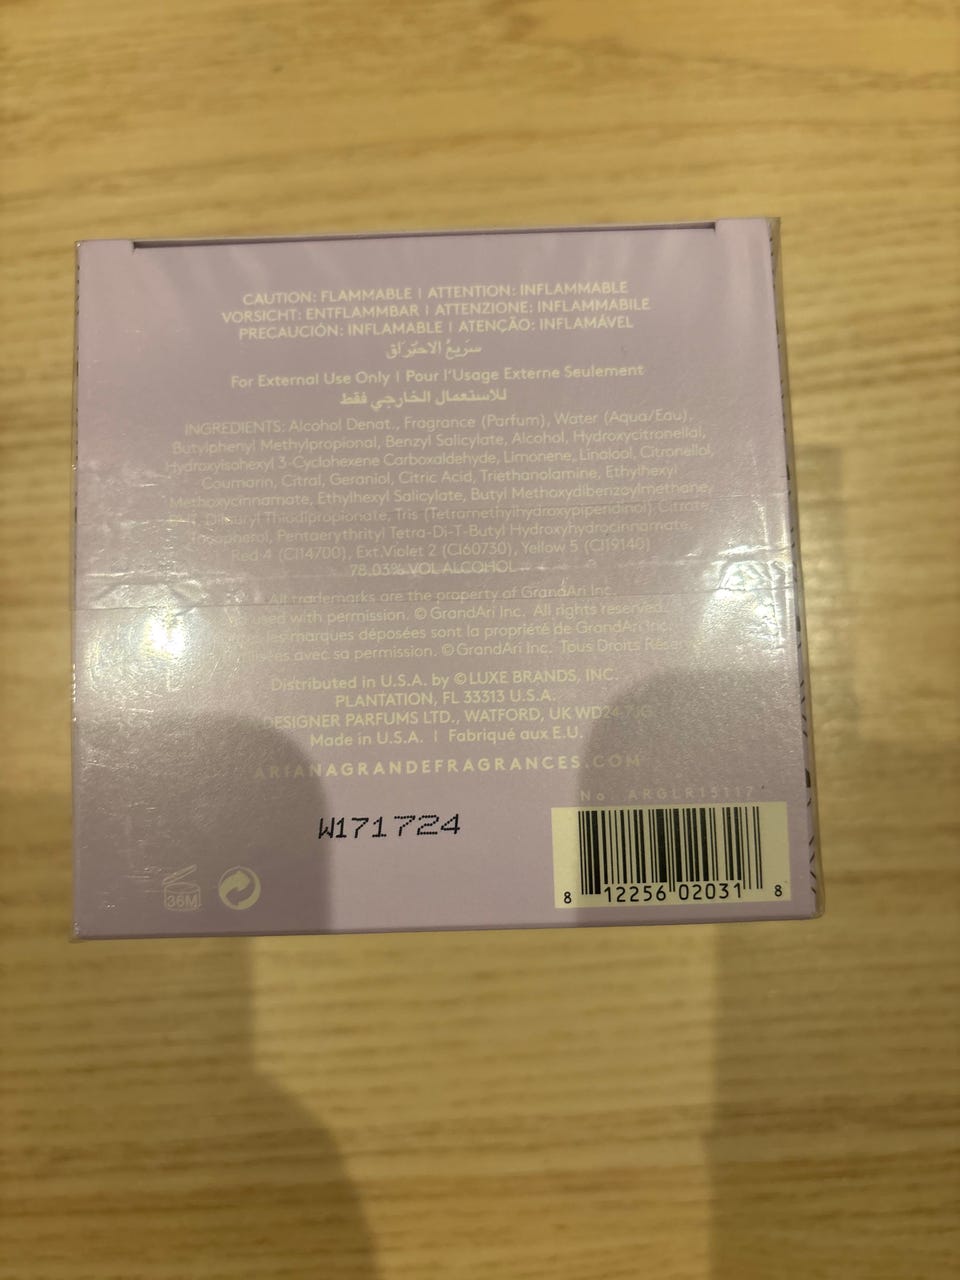 CAUTION: FLAMMABLE | ATTENTION: INFLAMMABLE
VORSICHT: ENTFLAMMBAR | ATTENZIONE: INFLAMMABILE
PRECAUCIÓN: INFLAMABLE | ATENÇÃO: INFLAMÁVEL
سَريعُ الاحتِراق
For External Use Only | Pour l'Usage Externe Seulement
للاستعمال الخارجي فقط
INGREDIENTS: Alcohol Denat., Fragrance (Parfum), Water (Aqua/Eau),
Butylphenyl Methylpropional, Benzyl Salicylate, Alcohol, Hydroxycitronellal,
Hydroxylsohexyl 3-Cyclohexene Carboxaldehyde, Limonene, Linalool, Citronellol,
Coumarin, Citral, Geraniol, Citric Acid, Triethanolamine, Ethylhexyl
Methoxycinnamate, Ethylhexyl Salicylate, Butyl Methoxydibenzoylmethane,
Dilauryl Thiodipropionate, Tris (Tetramethylhydroxypiperidinol) Citrate,
Tocopherol, Pentaerythrityl Tetra-Di-T-Butyl Hydroxyhydrocinnamate,
Red 4 (CI14700), Ext.Violet 2 (CI60730), Yellow 5 (CI19140)
78.03% VOL ALCOHOL
All trademarks are the property of GrandAri Inc.
used with permission. © GrandAri Inc. All rights reserved.
les marques déposées sont la propriété de GrandAri Inc.
avec sa permission. © GrandAri Inc. Tous Droits
Distributed in U.S.A. by © LUXE BRANDS, INC.
PLANTATION, FL 33313 U.S.A.
DESIGNER PARFUMS LTD., WATFORD, UK
Made in U.S.A. | Fabriqué aux E.U.
ARIANAGRANDEFRAGRANCES.COM
No. ARGLR15117
W171724
36M
8 12256 02031 8